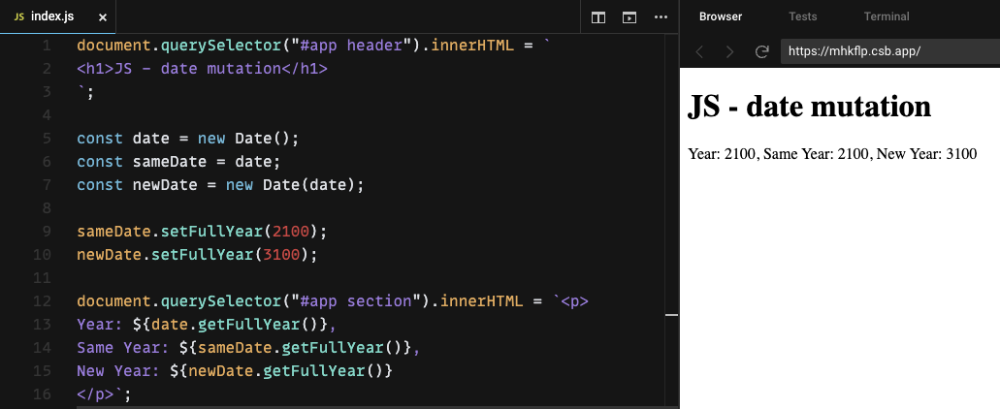 JS index.js ×
1 document.querySelector("#app header").innerHTML = `
2 <h1>JS - date mutation</h1>
3 `;
4
5 const date = new Date();
6 const sameDate = date;
7 const newDate = new Date(date);
8
9 sameDate.setFullYear(2100);
10 newDate.setFullYear(3100);
11
12 document.querySelector("#app section").innerHTML = `<p>
13 Year: ${date.getFullYear()},
14 Same Year: ${sameDate.getFullYear()},
15 New Year: ${newDate.getFullYear()}
16 </p>`;
Browser Tests Terminal
https://mhkflp.csb.app/
JS - date mutation
Year: 2100, Same Year: 2100, New Year: 3100